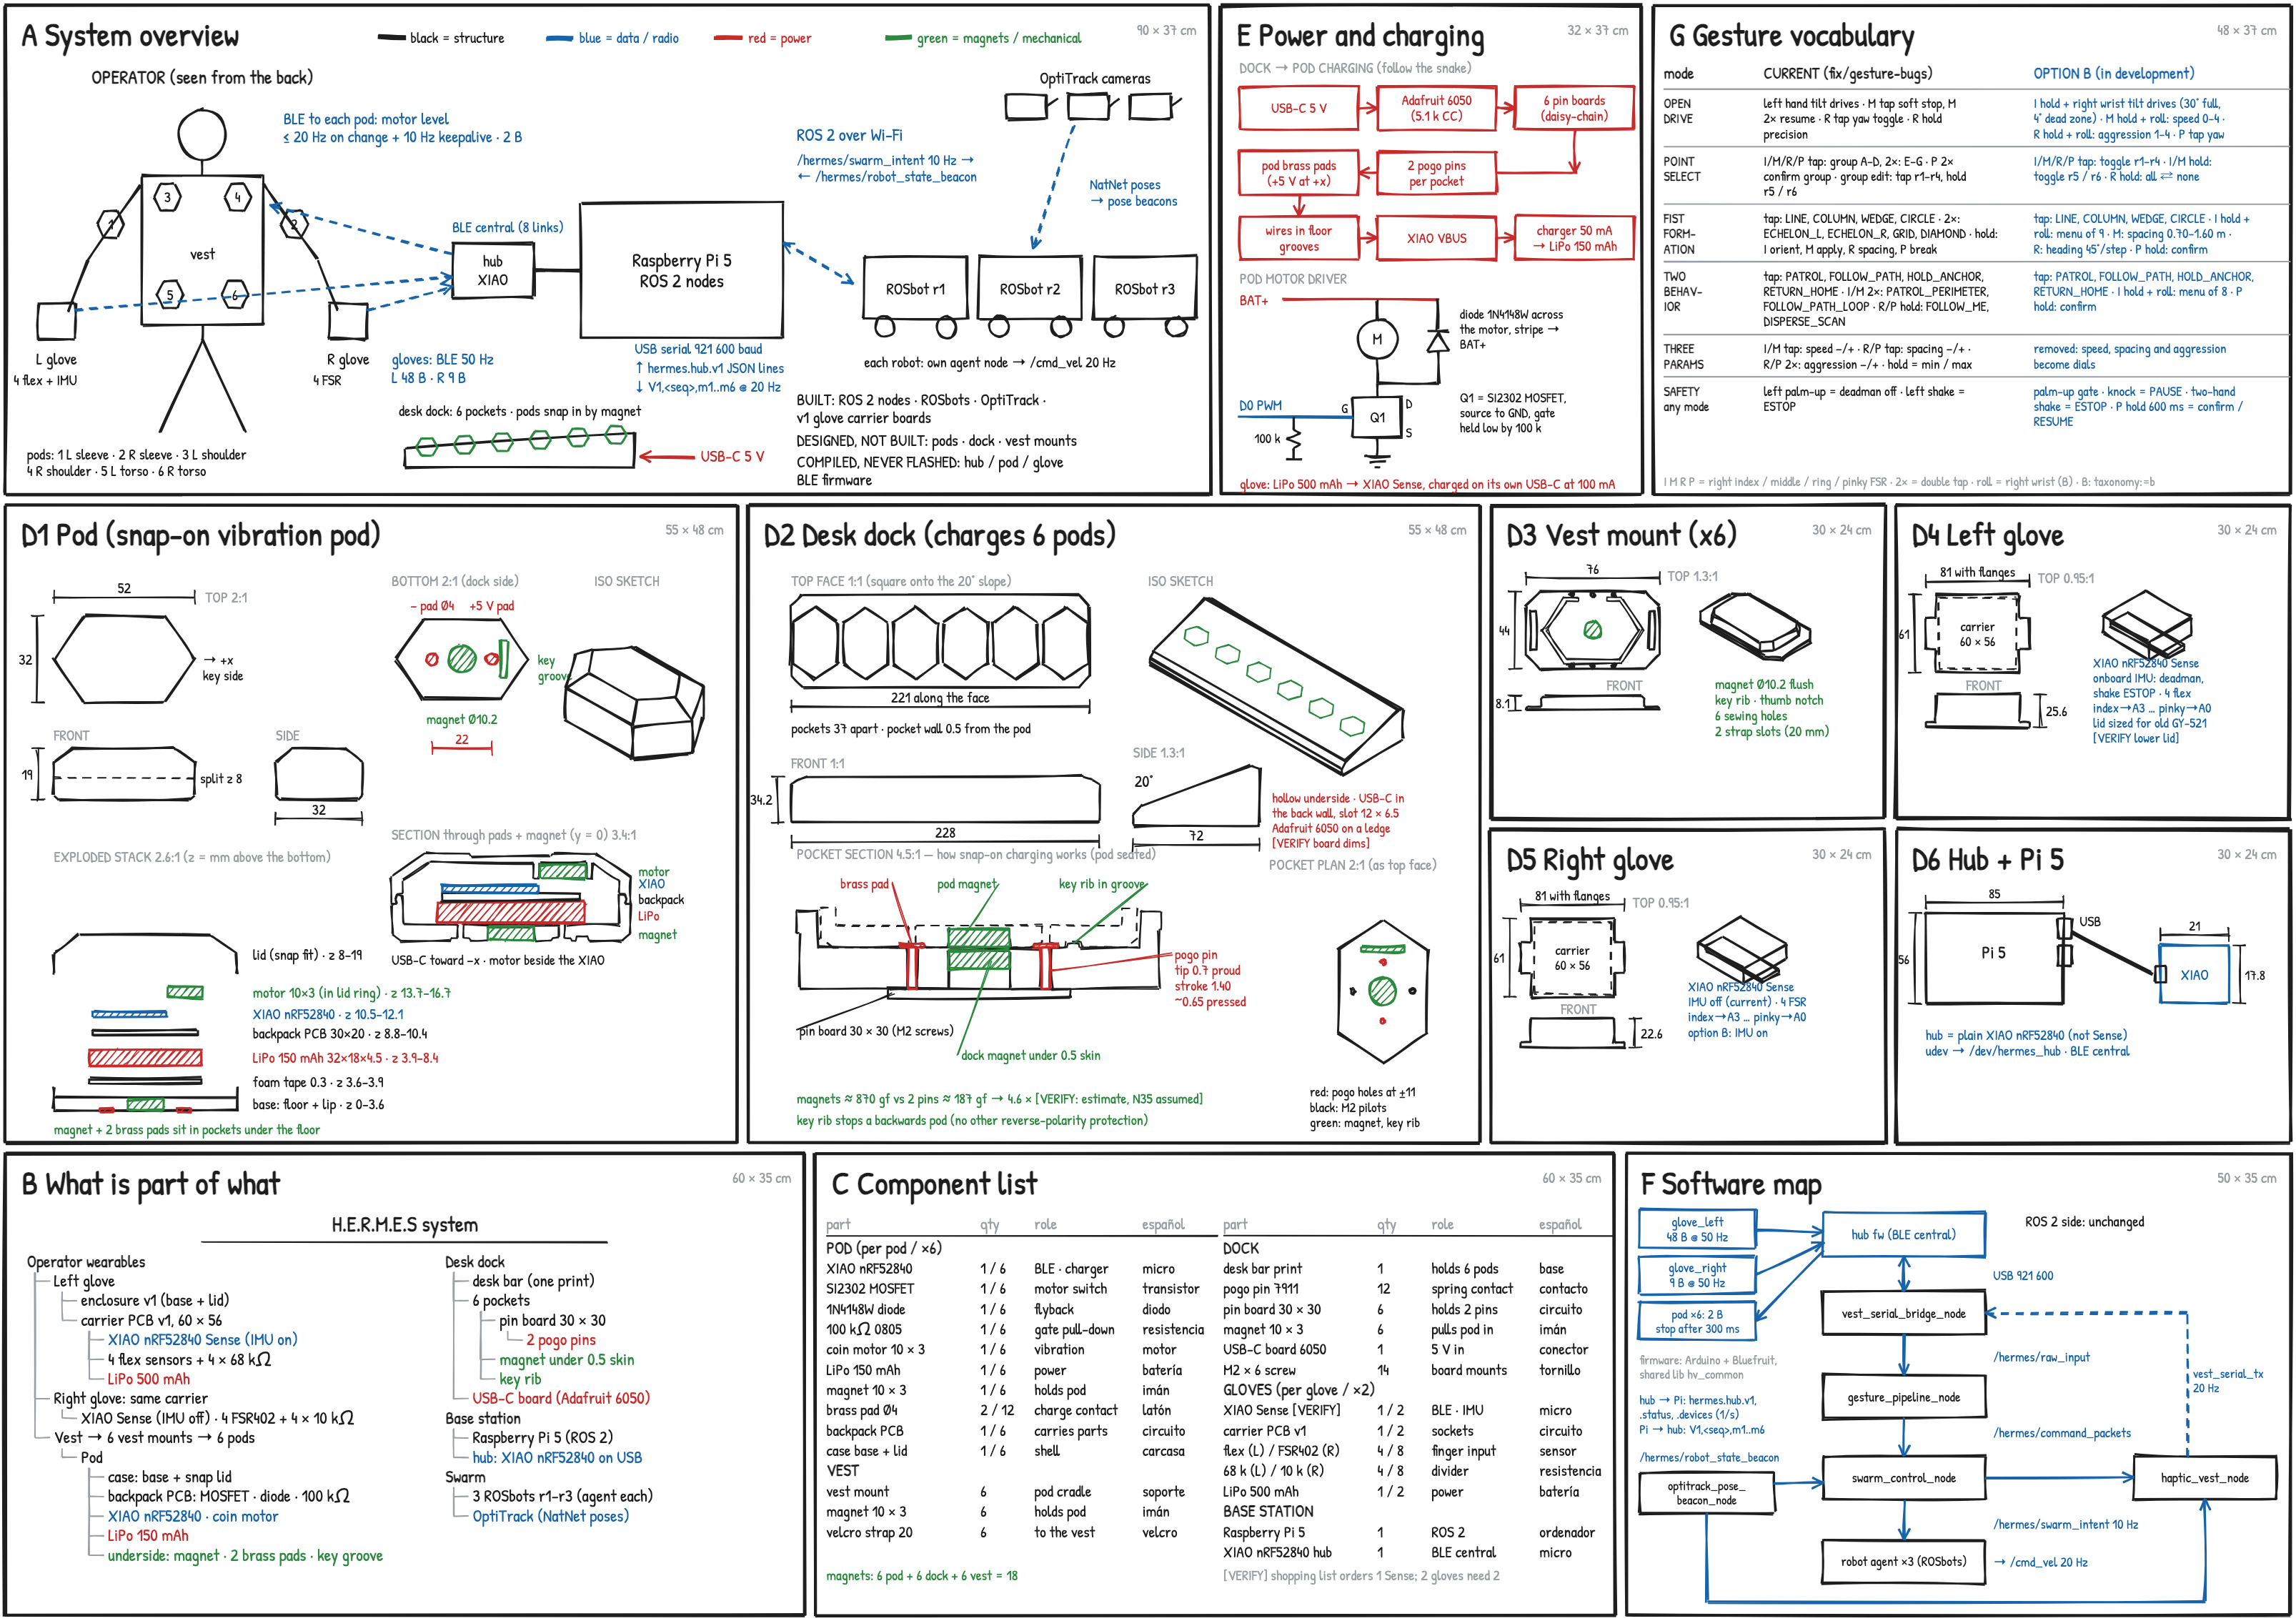 A System overview
black = structure
blue = data / radio
red = power
green = magnets / mechanical
90 × 37 cm
OPERATOR (seen from the back)
OptiTrack cameras
BLE to each pod: motor level
≤ 20 Hz on change + 10 Hz keepalive · 2 B
ROS 2 over Wi-Fi
/hermes/swarm_intent 10 Hz →
← /hermes/robot_state_beacon
NatNet poses
→ pose beacons
1
3
4
2
vest
5
6
BLE central (8 links)
hub
XIAO
Raspberry Pi 5
ROS 2 nodes
ROSbot r1
ROSbot r2
ROSbot r3
L glove
4 flex + IMU
R glove
4 FSR
gloves: BLE 50 Hz
L 48 B · R 9 B
USB serial 921 600 baud
↑ hermes.hub.v1 JSON lines
↓ V1,<seq>,m1..m6 @ 20 Hz
each robot: own agent node → /cmd_vel 20 Hz
desk dock: 6 pockets · pods snap in by magnet
USB-C 5 V
BUILT: ROS 2 nodes · ROSbots · OptiTrack ·
v1 glove carrier boards
DESIGNED, NOT BUILT: pods · dock · vest mounts
COMPILED, NEVER FLASHED: hub / pod / glove
BLE firmware
pods: 1 L sleeve · 2 R sleeve · 3 L shoulder
4 R shoulder · 5 L torso · 6 R torso
E Power and charging
32 × 37 cm
DOCK → POD CHARGING (follow the snake)
USB-C 5 V
Adafruit 6050
(5.1 k CC)
6 pin boards
(daisy-chain)
pod brass pads
(+5 V at +x)
2 pogo pins
per pocket
wires in floor
grooves
XIAO VBUS
charger 50 mA
→ LiPo 150 mAh
POD MOTOR DRIVER
BAT+
M
diode 1N4148W across
the motor, stripe →
BAT+
D0 PWM
G
D
Q1
S
100 k
Q1 = SI2302 MOSFET,
source to GND, gate
held low by 100 k
glove: LiPo 500 mAh → XIAO Sense, charged on its own USB-C at 100 mA
G Gesture vocabulary
48 × 37 cm
mode
CURRENT (fix/gesture-bugs)
OPTION B (in development)
OPEN
DRIVE
left hand tilt drives · M tap soft stop, M
2× resume · R tap yaw toggle · R hold
precision
I hold + right wrist tilt drives (30° full,
4° dead zone) · M hold + roll: speed 0-4 ·
R hold + roll: aggression 1-4 · P tap yaw
POINT
SELECT
I/M/R/P tap: group A-D, 2×: E-G · P 2×
confirm group · group edit: tap r1-r4, hold
r5 / r6
I/M/R/P tap: toggle r1-r4 · I/M hold:
toggle r5 / r6 · R hold: all ⇄ none
FIST
FORM-
ATION
tap: LINE, COLUMN, WEDGE, CIRCLE · 2×:
ECHELON_L, ECHELON_R, GRID, DIAMOND · hold:
I orient, M apply, R spacing, P break
tap: LINE, COLUMN, WEDGE, CIRCLE · I hold +
roll: menu of 9 · M: spacing 0.70-1.60 m ·
R: heading 45°/step · P hold: confirm
TWO
BEHAV-
IOR
tap: PATROL, FOLLOW_PATH, HOLD_ANCHOR,
RETURN_HOME · I/M 2×: PATROL_PERIMETER,
FOLLOW_PATH_LOOP · R/P hold: FOLLOW_ME,
DISPERSE_SCAN
tap: PATROL, FOLLOW_PATH, HOLD_ANCHOR,
RETURN_HOME · I hold + roll: menu of 8 · P
hold: confirm
THREE
PARAMS
I/M tap: speed -/+ · R/P tap: spacing -/+ ·
R/P 2×: aggression -/+ · hold = min / max
removed: speed, spacing and aggression
become dials
SAFETY
any mode
left palm-up = deadman off · left shake =
ESTOP
palm-up gate · knock = PAUSE · two-hand
shake = ESTOP · P hold 600 ms = confirm /
RESUME
I M R P = right index / middle / ring / pinky FSR · 2× = double tap · roll = right wrist (B) · B: taxonomy:=b
D1 Pod (snap-on vibration pod)
55 × 48 cm
52
TOP 2:1
32
→ +x
key side
BOTTOM 2:1 (dock side)
- pad Ø4
+5 V pad
key
groove
magnet Ø10.2
22
ISO SKETCH
FRONT
19
split z 8
SIDE
32
EXPLODED STACK 2.6:1 (z = mm above the bottom)
SECTION through pads + magnet (y = 0) 3.4:1
motor
XIAO
backpack
LiPo
magnet
USB-C toward -x · motor beside the XIAO
lid (snap fit) · z 8-19
motor 10×3 (in lid ring) · z 13.7-16.7
XIAO nRF52840 · z 10.5-12.1
backpack PCB 30×20 · z 8.8-10.4
LiPo 150 mAh 32×18×4.5 · z 3.9-8.4
foam tape 0.3 · z 3.6-3.9
base: floor + lip · z 0-3.6
magnet + 2 brass pads sit in pockets under the floor
D2 Desk dock (charges 6 pods)
55 × 48 cm
TOP FACE 1:1 (square onto the 20° slope)
221 along the face
pockets 37 apart · pocket wall 0.5 from the pod
ISO SKETCH
FRONT 1:1
34.2
228
SIDE 1.3:1
20°
72
hollow underside · USB-C in
the back wall, slot 12 × 6.5
Adafruit 6050 on a ledge
[VERIFY board dims]
POCKET SECTION 4.5:1 — how snap-on charging works (pod seated)
brass pad
pod magnet
key rib in groove
pogo pin
tip 0.7 proud
stroke 1.40
~0.65 pressed
pin board 30 × 30 (M2 screws)
dock magnet under 0.5 skin
POCKET PLAN 2:1 (as top face)
red: pogo holes at ±11
black: M2 pilots
green: magnet, key rib
magnets ≈ 870 gf vs 2 pins ≈ 187 gf → 4.6 × [VERIFY: estimate, N35 assumed]
key rib stops a backwards pod (no other reverse-polarity protection)
D3 Vest mount (x6)
30 × 24 cm
76
TOP 1.3:1
44
FRONT
8.1
magnet Ø10.2 flush
key rib · thumb notch
6 sewing holes
2 strap slots (20 mm)
D4 Left glove
30 × 24 cm
81 with flanges
TOP 0.95:1
61
carrier
60 × 56
FRONT
25.6
XIAO nRF52840 Sense
onboard IMU: deadman,
shake ESTOP · 4 flex
index→A3 ... pinky→A0
lid sized for old GY-521
[VERIFY lower lid]
D5 Right glove
30 × 24 cm
81 with flanges
TOP 0.95:1
61
carrier
60 × 56
FRONT
22.6
XIAO nRF52840 Sense
IMU off (current) · 4 FSR
index→A3 ... pinky→A0
option B: IMU on
D6 Hub + Pi 5
30 × 24 cm
85
56
Pi 5
USB
21
XIAO
17.8
hub = plain XIAO nRF52840 (not Sense)
udev → /dev/hermes_hub · BLE central
B What is part of what
60 × 35 cm
H.E.R.M.E.S system
Operator wearables
Left glove
enclosure v1 (base + lid)
carrier PCB v1, 60 × 56
XIAO nRF52840 Sense (IMU on)
4 flex sensors + 4 × 68 kΩ
LiPo 500 mAh
Right glove: same carrier
XIAO Sense (IMU off) · 4 FSR402 + 4 × 10 kΩ
Vest → 6 vest mounts → 6 pods
Pod
case: base + snap lid
backpack PCB: MOSFET · diode · 100 kΩ
XIAO nRF52840 · coin motor
LiPo 150 mAh
underside: magnet · 2 brass pads · key groove
Desk dock
desk bar (one print)
6 pockets
pin board 30 × 30
2 pogo pins
magnet under 0.5 skin
key rib
USB-C board (Adafruit 6050)
Base station
Raspberry Pi 5 (ROS 2)
hub: XIAO nRF52840 on USB
Swarm
3 ROSbots r1-r3 (agent each)
OptiTrack (NatNet poses)
C Component list
60 × 35 cm
part qty role español
POD (per pod / ×6)
XIAO nRF52840 1 / 6 BLE · charger micro
SI2302 MOSFET 1 / 6 motor switch transistor
1N4148W diode 1 / 6 flyback diodo
100 kΩ 0805 1 / 6 gate pull-down resistencia
coin motor 10 × 3 1 / 6 vibration motor
LiPo 150 mAh 1 / 6 power batería
magnet 10 × 3 1 / 6 holds pod imán
brass pad Ø4 2 / 12 charge contact latón
backpack PCB 1 / 6 carries parts circuito
case base + lid 1 / 6 shell carcasa
VEST
vest mount 6 pod cradle soporte
magnet 10 × 3 6 holds pod imán
velcro strap 20 6 to the vest velcro
magnets: 6 pod + 6 dock + 6 vest = 18
part qty role español
DOCK
desk bar print 1 holds 6 pods base
pogo pin 7911 12 spring contact contacto
pin board 30 × 30 6 holds 2 pins circuito
magnet 10 × 3 6 pulls pod in imán
USB-C board 6050 1 5 V in conector
M2 × 6 screw 14 board mounts tornillo
GLOVES (per glove / ×2)
XIAO Sense [VERIFY] 1 / 2 BLE · IMU micro
carrier PCB v1 1 / 2 sockets circuito
flex (L) / FSR402 (R) 4 / 8 finger input sensor
68 k (L) / 10 k (R) 4 / 8 divider resistencia
LiPo 500 mAh 1 / 2 power batería
BASE STATION
Raspberry Pi 5 1 ROS 2 ordenador
XIAO nRF52840 hub 1 BLE central micro
[VERIFY] shopping list orders 1 Sense; 2 gloves need 2
F Software map
50 × 35 cm
glove_left
48 B @ 50 Hz
hub fw (BLE central)
ROS 2 side: unchanged
glove_right
9 B @ 50 Hz
USB 921 600
pod ×6: 2 B
stop after 300 ms
vest_serial_bridge_node
firmware: Arduino + Bluefruit,
shared lib hv_common
/hermes/raw_input
vest_serial_tx
20 Hz
hub → Pi: hermes.hub.v1,
.status, .devices (1/s)
Pi → hub: V1,<seq>,m1..m6
gesture_pipeline_node
/hermes/command_packets
/hermes/robot_state_beacon
optitrack_pose_
beacon_node
swarm_control_node
haptic_vest_node
/hermes/swarm_intent 10 Hz
robot agent ×3 (ROSbots)
→ /cmd_vel 20 Hz